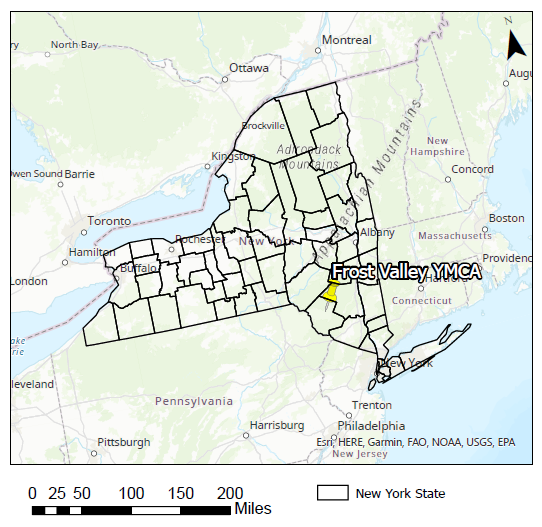 N
Montreal
ry
North Bay
Ottawa
Augu
Brockville
Adirondack
Mountains
New
Hampshire
Kingston
Concord
Owen Sound
Barrie
Appalachian Mountains
Toronto
Boston
Albany
Massachusetts
Rochester
New York
Hamilton
Providenc
Buffalo
Frost Valley YMCA
Hartford
London
Connecticut
ake
rie
New York
leveland
Pennsylvania
Trenton
Harrisburg
Philadelphia
Pittsburgh
Esri, HERE, Garmin, FAO, NOAA, USGS, EPA
New Jersey
0 25 50 100 150 200
Miles
New York State